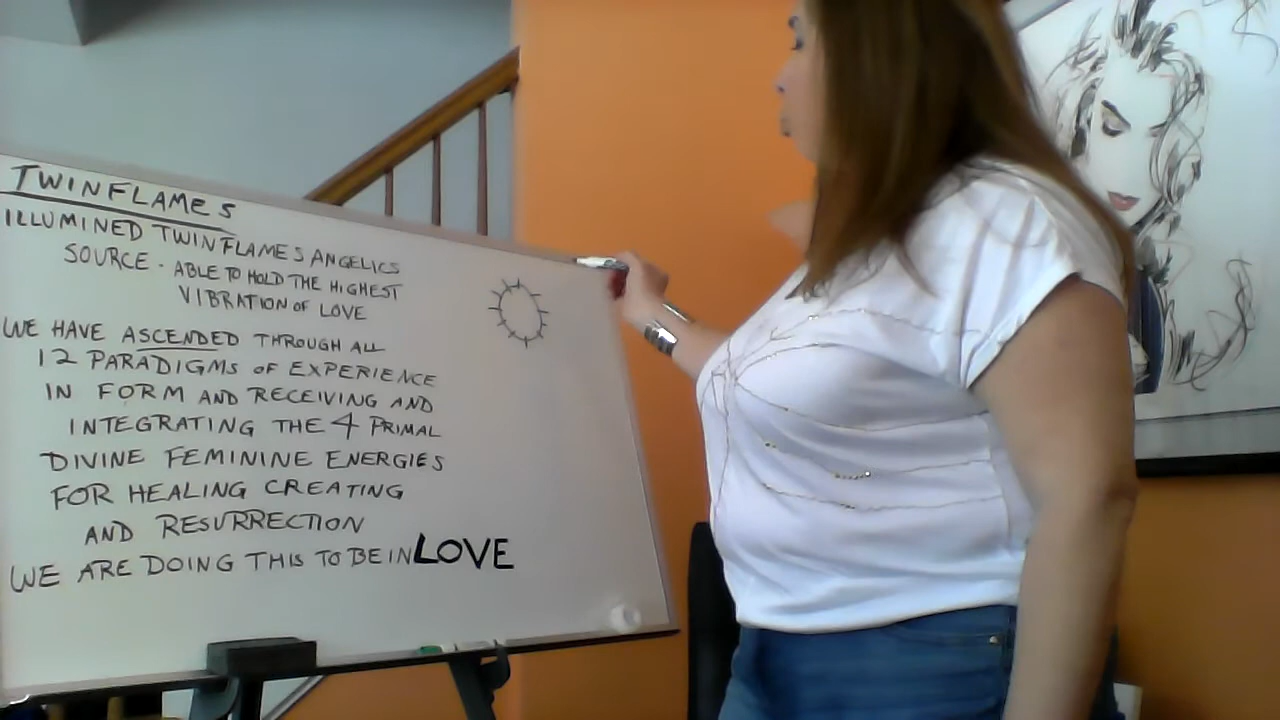 TWINFLAMES
ILLUMINED TWINFLAMES ANGELICS
SOURCE - ABLE TO HOLD THE HIGHEST
VIBRATION OF LOVE
WE HAVE ASCENDED THROUGH ALL
12 PARADIGMS OF EXPERIENCE
IN FORM AND RECEIVING AND
INTEGRATING THE 4 PRIMAL
DIVINE FEMININE ENERGIES
FOR HEALING CREATING
AND RESURRECTION
WE ARE DOING THIS TO BE IN LOVE